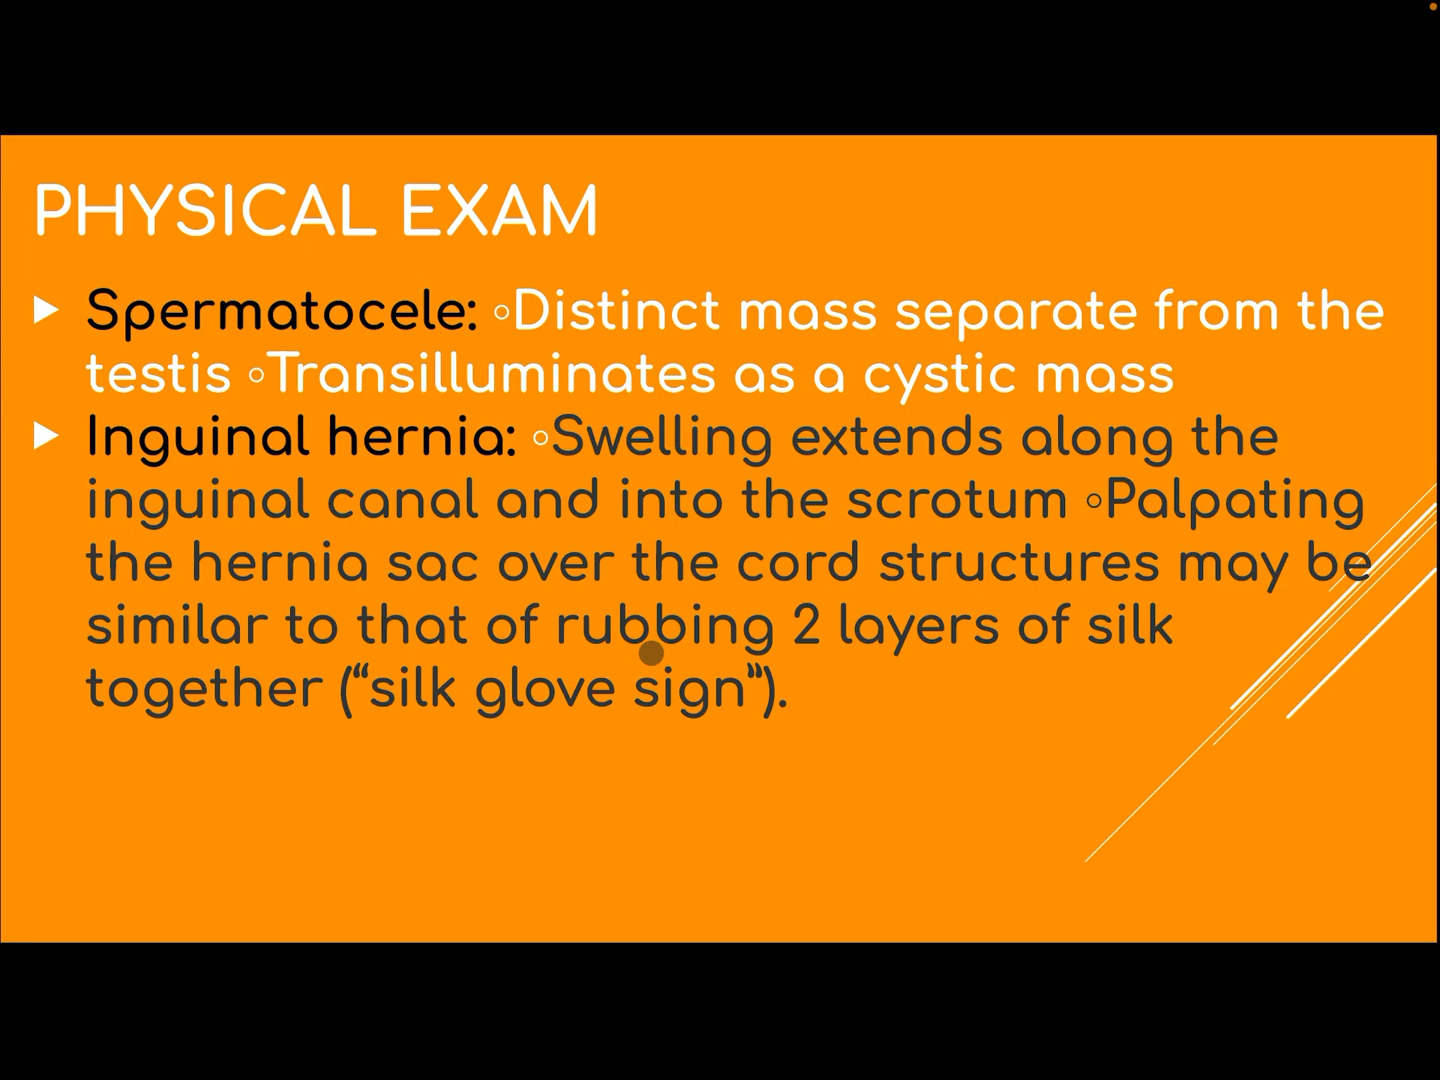 PHYSICAL EXAM
Spermatocele: ◦Distinct mass separate from the
testis ◦Transilluminates as a cystic mass
Inguinal hernia: ◦Swelling extends along the
inguinal canal and into the scrotum ◦Palpating
the hernia sac over the cord structures may be
similar to that of rubbing 2 layers of silk
together (“silk glove sign”).